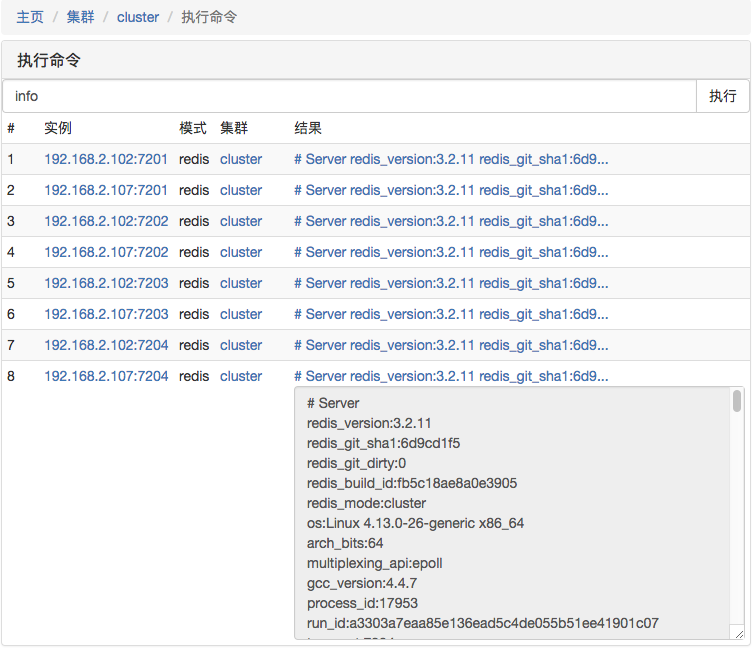 主页 / 集群 / cluster / 执行命令
执行命令
info 执行
# 实例 模式 集群 结果
1 192.168.2.102:7201 redis cluster # Server redis_version:3.2.11 redis_git_sha1:6d9...
2 192.168.2.107:7201 redis cluster # Server redis_version:3.2.11 redis_git_sha1:6d9...
3 192.168.2.102:7202 redis cluster # Server redis_version:3.2.11 redis_git_sha1:6d9...
4 192.168.2.107:7202 redis cluster # Server redis_version:3.2.11 redis_git_sha1:6d9...
5 192.168.2.102:7203 redis cluster # Server redis_version:3.2.11 redis_git_sha1:6d9...
6 192.168.2.107:7203 redis cluster # Server redis_version:3.2.11 redis_git_sha1:6d9...
7 192.168.2.102:7204 redis cluster # Server redis_version:3.2.11 redis_git_sha1:6d9...
8 192.168.2.107:7204 redis cluster # Server redis_version:3.2.11 redis_git_sha1:6d9...
# Server
redis_version:3.2.11
redis_git_sha1:6d9cd1f5
redis_git_dirty:0
redis_build_id:fb5c18ae8a0e3905
redis_mode:cluster
os:Linux 4.13.0-26-generic x86_64
arch_bits:64
multiplexing_api:epoll
gcc_version:4.4.7
process_id:17953
run_id:a3303a7eaa85e136ead5c4de055b51ee41901c07